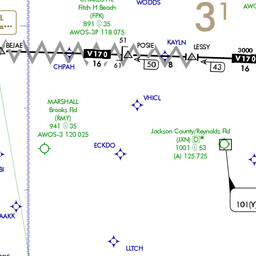 WODDS
Fitch H Beach
(FPK)
891 35
AWOS-3P 118 075
31
BEJAE
51
POSIE
KAYLN
LESSY
3000
V170
V170
CHPAH
16
61
50
8
43
16
MARSHALL
Brooks Fld
(RMY)
941 35
AWOS-3 120 025
VHICL
Jackson County/Reynolds Fld
(JXN) D*
1001 53
(A) 125 725
ECKDO
BI
AAKK
101(Y)
LLTCH